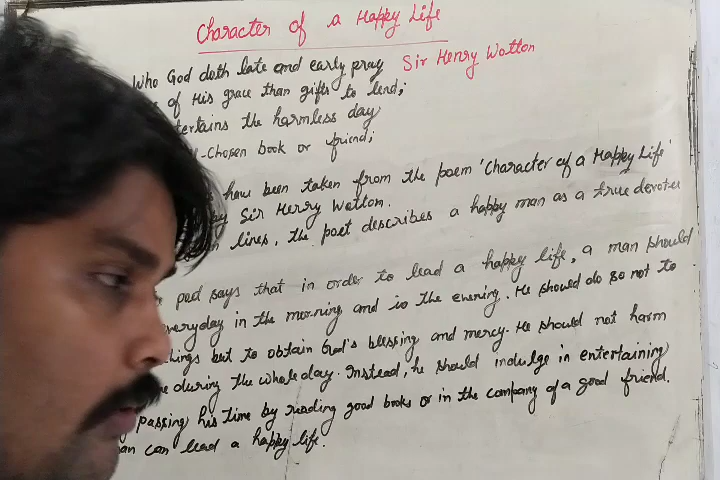 Character of a Happy Life
Sir Henry Wotton
Who God doth late and early pray
of His grace than gifts to lend;
the harmless day
Chosen book or friend;
have been taken from the poem 'Character of a Happy Life'
Sir Henry Wotton.
lines, the poet describes a happy man as a true devotee
poet says that in order to lead a happy life, a man should
everyday in the morning and in the evening. He should do so not to
but to obtain God's blessing and mercy. He should not harm
during the whole day. Instead, he should indulge in entertaining
passing his time by reading good books or in the company of a good friend.
can lead a happy life.